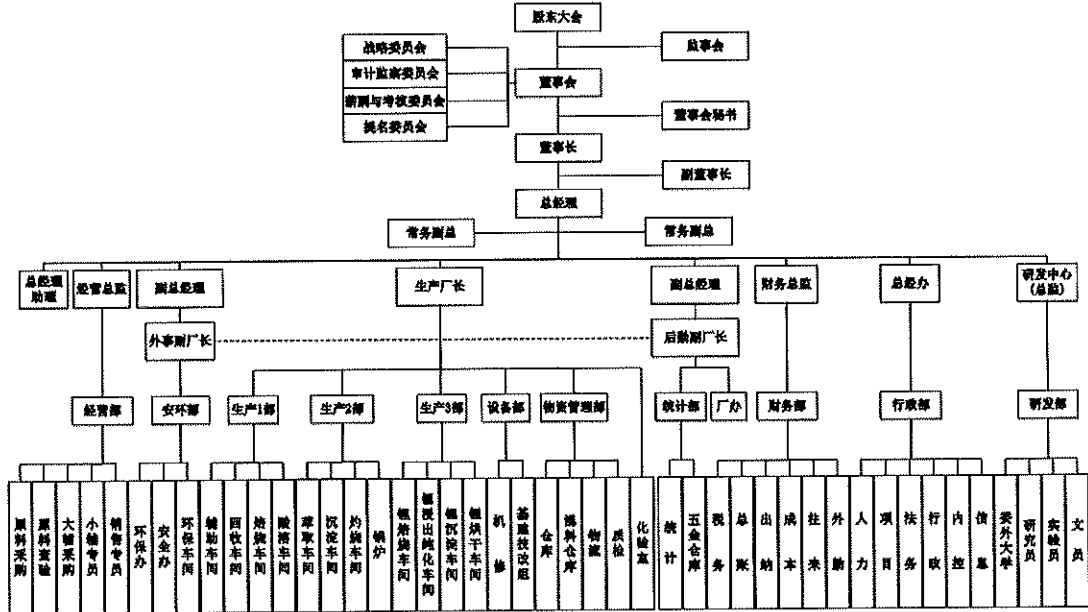 股东大会
监事会
战略委员会
审计监察委员会
薪酬与考核委员会
提名委员会
董事会
董事会秘书
董事长
副董事长
总经理
常务副总
常务副总
总经理
助理
经营总监
副总经理
生产厂长
副总经理
财务总监
总经办
研发中心
(总监)
外事副厂长
后勤副厂长
经营部
安环部
生产1部
生产2部
生产3部
设备部
物资管理部
统计部
厂办
财务部
行政部
研发部
原料采购
原料查验
大辅采购
小辅专员
销售专员
环保办
安全办
环保车间
辅助车间
回收车间
焙烧车间
酸溶车间
萃取车间
沉淀车间
灼烧车间
锅炉
锂焙烧车间
锂浸出纯化车间
锂沉淀车间
锂烘干车间
机修
基建技改组
仓库
燃料仓库
物流
质检
化验室
统计
五金仓库
税务
总账
出纳
成本
往来
外勤
人力
项目
法务
行政
内控
信息
委外大学
研究员
实验员
文员